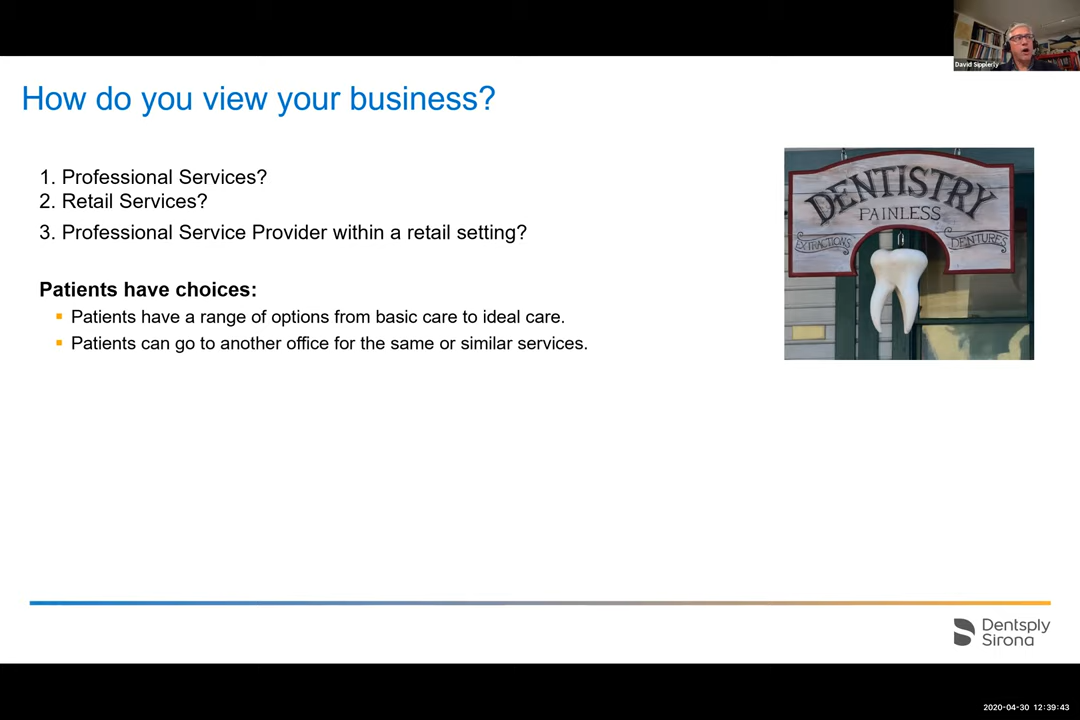 David Sipplerly
How do you view your business?
1. Professional Services?
2. Retail Services?
3. Professional Service Provider within a retail setting?
Patients have choices:
Patients have a range of options from basic care to ideal care.
Patients can go to another office for the same or similar services.
DENTISTRY
PAINLESS
EXTRACTIONS
DENTURES
Dentsply
Sirona
2020-04-30 12:39:43